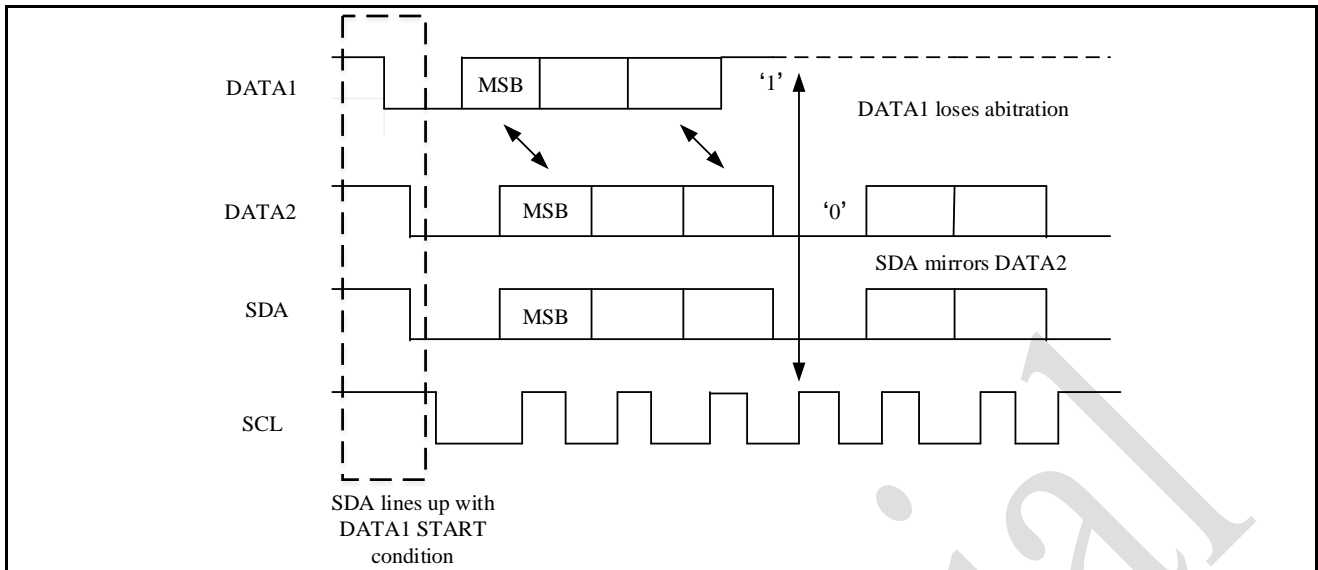 DATA1
MSB
‘1’
DATA1 loses abitration
DATA2
MSB
‘0’
SDA mirrors DATA2
SDA
MSB
SCL
SDA lines up with
DATA1 START
condition
ial